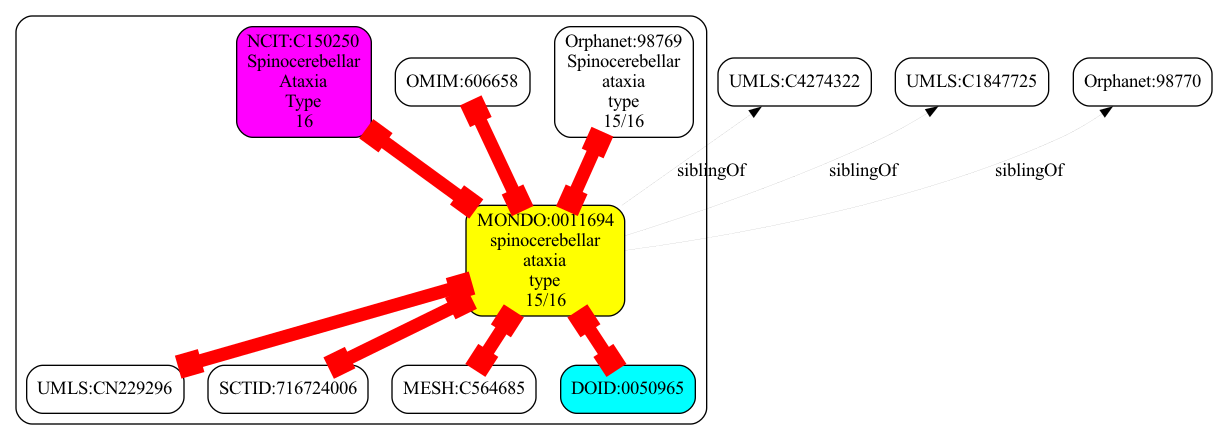 NCIT:C150250
Spinocerebellar
Ataxia
Type
16
OMIM:606658
Orphanet:98769
Spinocerebellar
ataxia
type
15/16
UMLS:C4274322
UMLS:C1847725
Orphanet:98770
siblingOf
siblingOf
siblingOf
MONDO:0011694
spinocerebellar
ataxia
type
15/16
UMLS:CN229296
SCTID:716724006
MESH:C564685
DOID:0050965